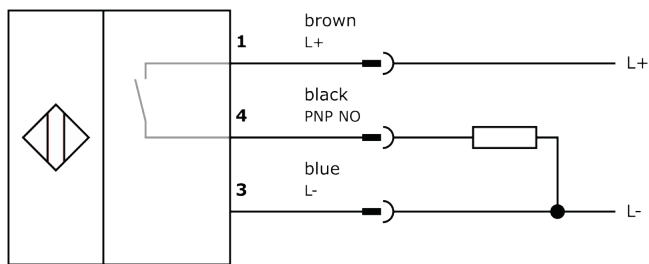 brown
1 L+ L+
black
4 PNP NO
blue
3 L- L-